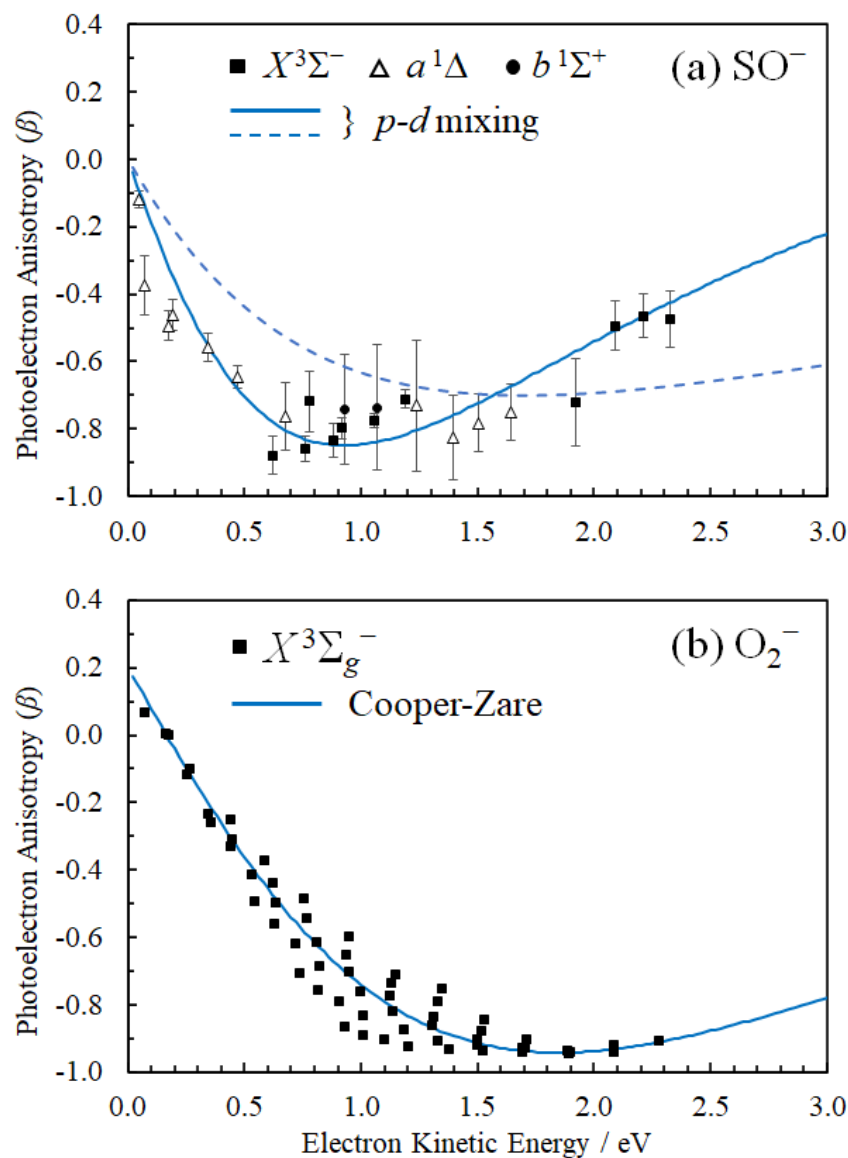 0.4
0.2
0.0
-0.2
-0.4
-0.6
-0.8
-1.0
Photoelectron Anisotropy (β)
■ X³Σ⁻ △ a¹Δ ● b¹Σ⁺
} p-d mixing
(a) SO⁻
0.0 0.5 1.0 1.5 2.0 2.5 3.0
0.4
0.2
0.0
-0.2
-0.4
-0.6
-0.8
-1.0
Photoelectron Anisotropy (β)
■ X³Σg⁻
Cooper-Zare
(b) O₂⁻
0.0 0.5 1.0 1.5 2.0 2.5 3.0
Electron Kinetic Energy / eV